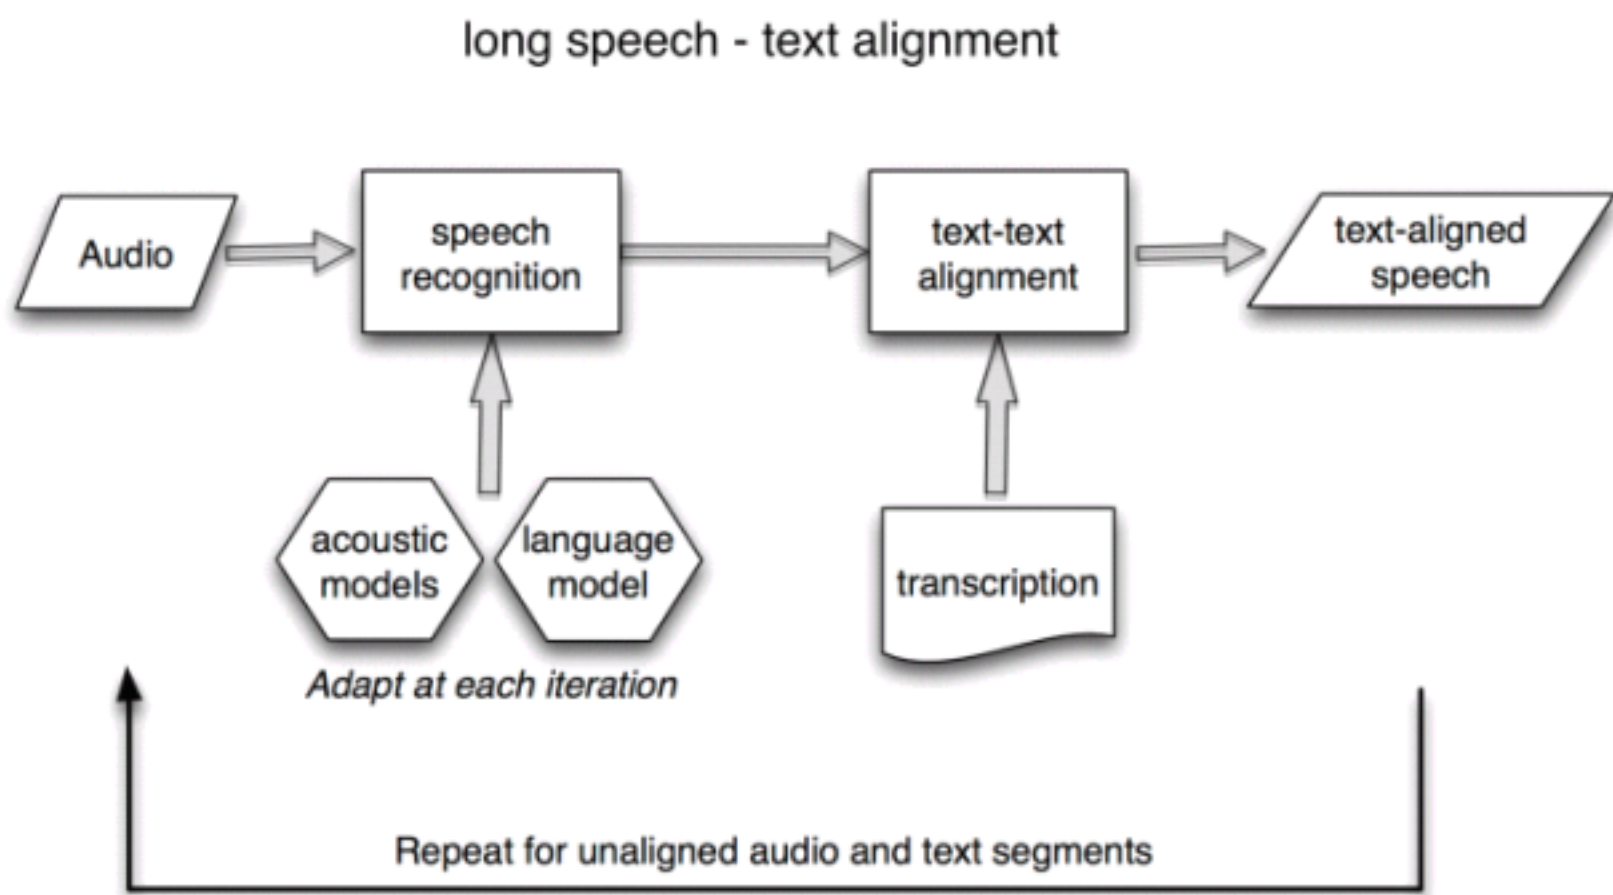 long speech - text alignment
Audio
speech
recognition
text-text
alignment
text-aligned
speech
acoustic
models
language
model
transcription
Adapt at each iteration
Repeat for unaligned audio and text segments